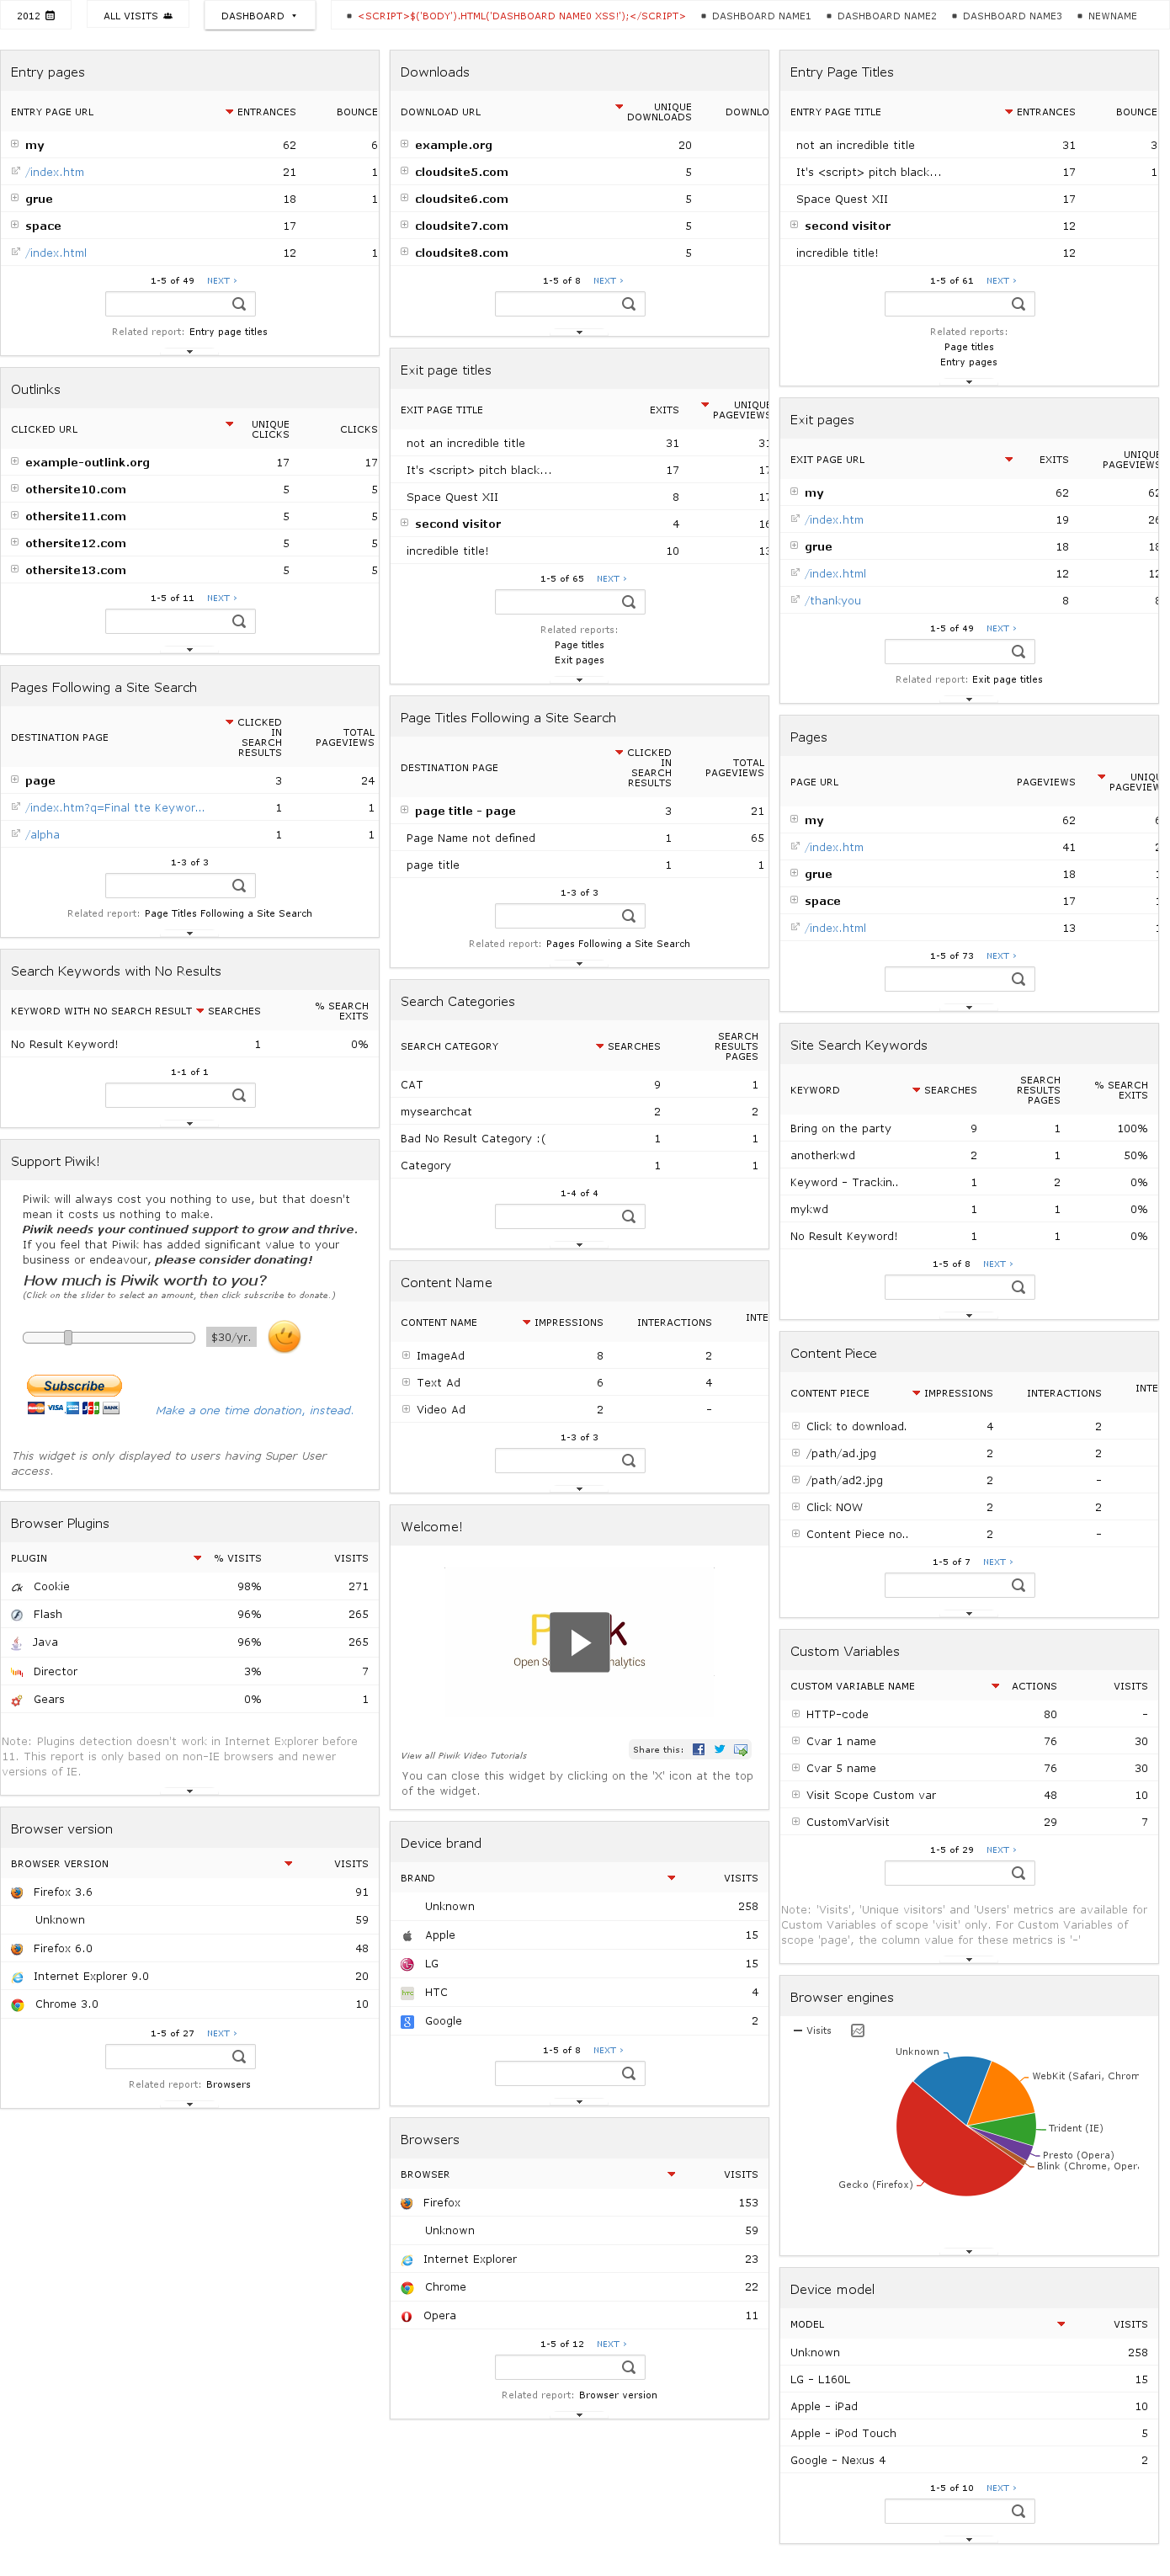 2012 ALL VISITS DASHBOARD <SCRIPT>$('BODY').HTML('DASHBOARD NAME0 XSS!');</SCRIPT> DASHBOARD NAME1 DASHBOARD NAME2 DASHBOARD NAME3 NEWNAME
Entry pages
ENTRY PAGE URL ENTRANCES BOUNCE
my 62 6
/index.htm 21 1
grue 18 1
space 17
/index.html 12 1
1-5 of 49 NEXT ›
Related report: Entry page titles
Outlinks
CLICKED URL UNIQUE CLICKS CLICKS
example-outlink.org 17 17
othersite10.com 5 5
othersite11.com 5 5
othersite12.com 5 5
othersite13.com 5 5
1-5 of 11 NEXT ›
Pages Following a Site Search
DESTINATION PAGE CLICKED IN SEARCH RESULTS TOTAL PAGEVIEWS
page 3 24
/index.htm?q=Final tte Keywor... 1 1
/alpha 1 1
1-3 of 3
Related report: Page Titles Following a Site Search
Search Keywords with No Results
KEYWORD WITH NO SEARCH RESULT SEARCHES % SEARCH EXITS
No Result Keyword! 1 0%
1-1 of 1
Support Piwik!
Piwik will always cost you nothing to use, but that doesn't
mean it costs us nothing to make.
Piwik needs your continued support to grow and thrive.
If you feel that Piwik has added significant value to your
business or endeavour, please consider donating!
How much is Piwik worth to you?
(Click on the slider to select an amount, then click subscribe to donate.)
$30/yr.
Subscribe
VISA BANK
Make a one time donation, instead.
This widget is only displayed to users having Super User
access.
Browser Plugins
PLUGIN % VISITS VISITS
Cookie 98% 271
Flash 96% 265
Java 96% 265
Director 3% 7
Gears 0% 1
Note: Plugins detection doesn't work in Internet Explorer before
11. This report is only based on non-IE browsers and newer
versions of IE.
Browser version
BROWSER VERSION VISITS
Firefox 3.6 91
Unknown 59
Firefox 6.0 48
Internet Explorer 9.0 20
Chrome 3.0 10
1-5 of 27 NEXT ›
Related report: Browsers
Downloads
DOWNLOAD URL UNIQUE DOWNLOADS DOWNLO
example.org 20
cloudsite5.com 5
cloudsite6.com 5
cloudsite7.com 5
cloudsite8.com 5
1-5 of 8 NEXT ›
Exit page titles
EXIT PAGE TITLE EXITS UNIQUE PAGEVIEWS
not an incredible title 31 31
It's <script> pitch black... 17 17
Space Quest XII 8 17
second visitor 4 16
incredible title! 10 13
1-5 of 65 NEXT ›
Related reports:
Page titles
Exit pages
Page Titles Following a Site Search
DESTINATION PAGE CLICKED IN SEARCH RESULTS TOTAL PAGEVIEWS
page title - page 3 21
Page Name not defined 1 65
page title 1 1
1-3 of 3
Related report: Pages Following a Site Search
Search Categories
SEARCH CATEGORY SEARCHES SEARCH RESULTS PAGES
CAT 9 1
mysearchcat 2 2
Bad No Result Category :( 1 1
Category 1 1
1-4 of 4
Content Name
CONTENT NAME IMPRESSIONS INTERACTIONS INTE
ImageAd 8 2
Text Ad 6 4
Video Ad 2 -
1-3 of 3
Welcome!
P k
Open So nalytics
View all Piwik Video Tutorials Share this:
You can close this widget by clicking on the 'X' icon at the top
of the widget.
Device brand
BRAND VISITS
Unknown 258
Apple 15
LG 15
HTC 4
Google 2
1-5 of 8 NEXT ›
Browsers
BROWSER VISITS
Firefox 153
Unknown 59
Internet Explorer 23
Chrome 22
Opera 11
1-5 of 12 NEXT ›
Related report: Browser version
Entry Page Titles
ENTRY PAGE TITLE ENTRANCES BOUNCE
not an incredible title 31 3
It's <script> pitch black... 17 1
Space Quest XII 17
second visitor 12
incredible title! 12
1-5 of 61 NEXT ›
Related reports:
Page titles
Entry pages
Exit pages
EXIT PAGE URL EXITS UNIQUE PAGEVIEWS
my 62 62
/index.htm 19 26
grue 18 18
/index.html 12 12
/thankyou 8 8
1-5 of 49 NEXT ›
Related report: Exit page titles
Pages
PAGE URL PAGEVIEWS UNIQU PAGEVIEW
my 62
/index.htm 41
grue 18
space 17
/index.html 13
1-5 of 73 NEXT ›
Site Search Keywords
KEYWORD SEARCHES SEARCH RESULTS PAGES % SEARCH EXITS
Bring on the party 9 1 100%
anotherkwd 2 1 50%
Keyword - Trackin.. 1 2 0%
mykwd 1 1 0%
No Result Keyword! 1 1 0%
1-5 of 8 NEXT ›
Content Piece
CONTENT PIECE IMPRESSIONS INTERACTIONS INTE
Click to download. 4 2
/path/ad.jpg 2 2
/path/ad2.jpg 2 -
Click NOW 2 2
Content Piece no.. 2 -
1-5 of 7 NEXT ›
Custom Variables
CUSTOM VARIABLE NAME ACTIONS VISITS
HTTP-code 80 -
Cvar 1 name 76 30
Cvar 5 name 76 30
Visit Scope Custom var 48 10
CustomVarVisit 29 7
1-5 of 29 NEXT ›
Note: 'Visits', 'Unique visitors' and 'Users' metrics are available for
Custom Variables of scope 'visit' only. For Custom Variables of
scope 'page', the column value for these metrics is '-'
Browser engines
Visits
Unknown
WebKit (Safari, Chrom
Trident (IE)
Presto (Opera)
Blink (Chrome, Oper
Gecko (Firefox)
Device model
MODEL VISITS
Unknown 258
LG - L160L 15
Apple - iPad 10
Apple - iPod Touch 5
Google - Nexus 4 2
1-5 of 10 NEXT ›